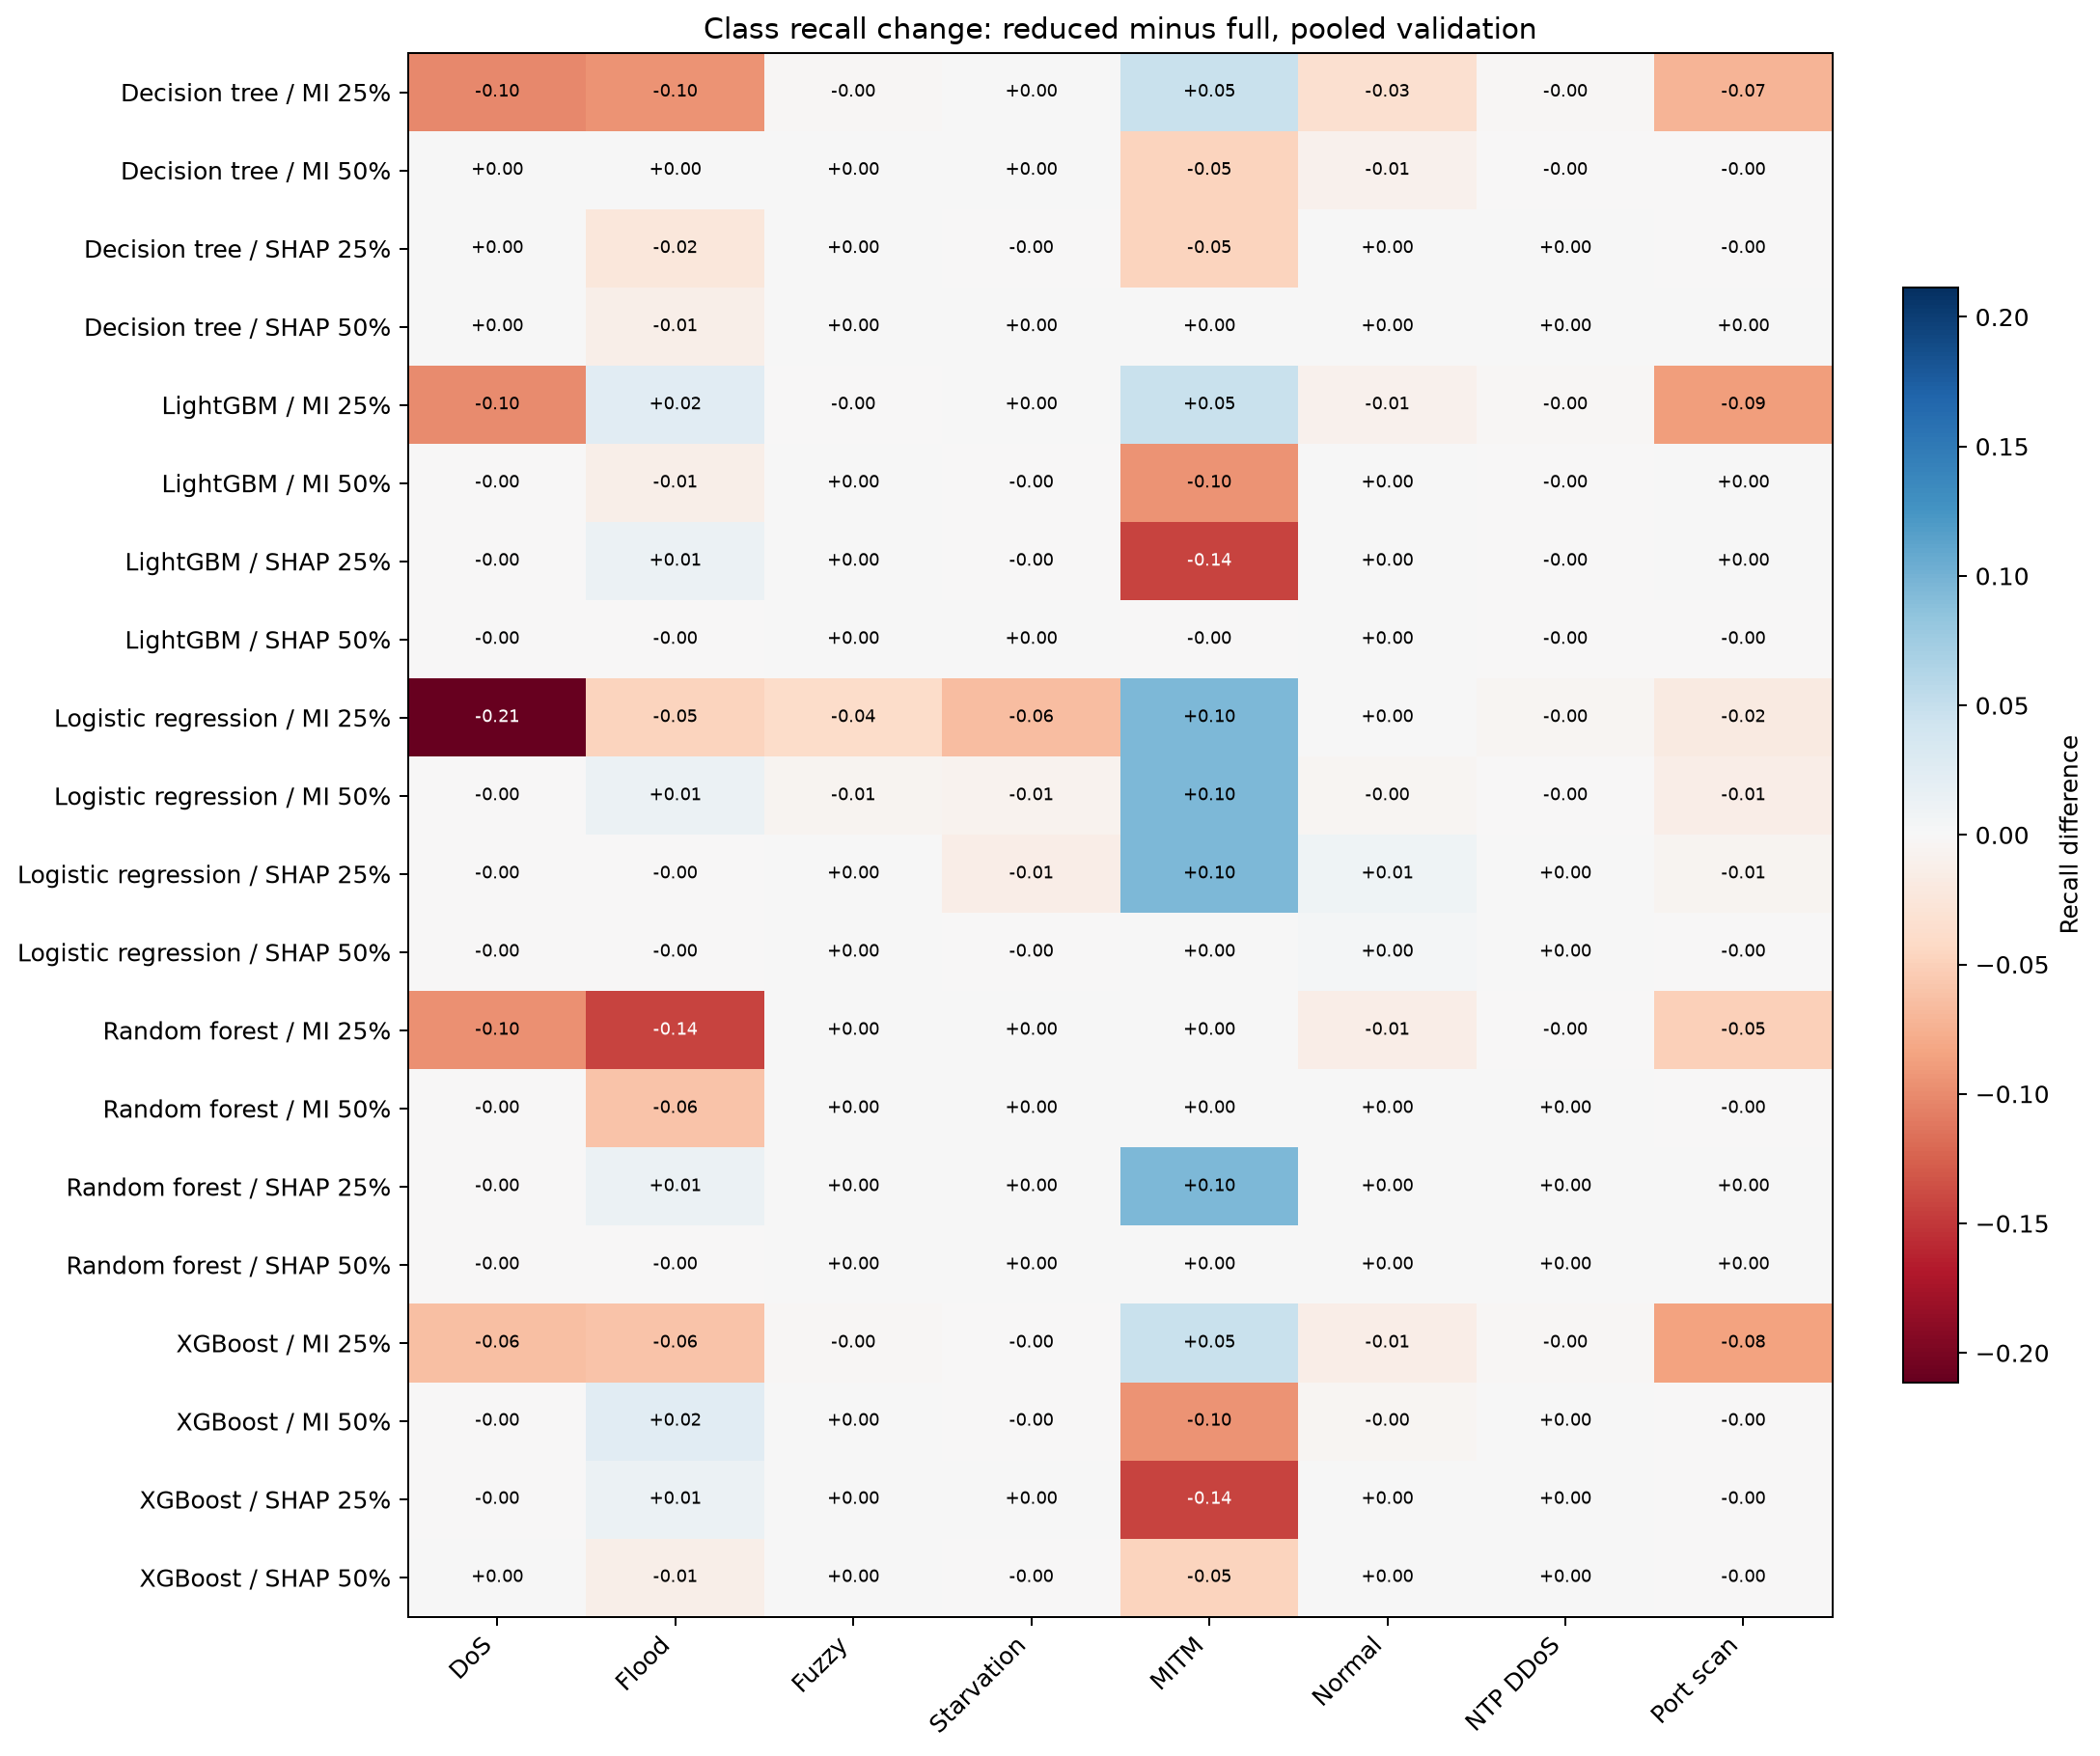 Class recall change: reduced minus full, pooled validation
Decision tree / MI 25% -0.10 -0.10 -0.00 +0.00 +0.05 -0.03 -0.00 -0.07
Decision tree / MI 50% +0.00 +0.00 +0.00 +0.00 -0.05 -0.01 -0.00 -0.00
Decision tree / SHAP 25% +0.00 -0.02 +0.00 -0.00 -0.05 +0.00 +0.00 -0.00
Decision tree / SHAP 50% +0.00 -0.01 +0.00 +0.00 +0.00 +0.00 +0.00 +0.00
LightGBM / MI 25% -0.10 +0.02 -0.00 +0.00 +0.05 -0.01 -0.00 -0.09
LightGBM / MI 50% -0.00 -0.01 +0.00 -0.00 -0.10 +0.00 -0.00 +0.00
LightGBM / SHAP 25% -0.00 +0.01 +0.00 -0.00 -0.14 +0.00 -0.00 +0.00
LightGBM / SHAP 50% -0.00 -0.00 +0.00 +0.00 -0.00 +0.00 -0.00 -0.00
Logistic regression / MI 25% -0.21 -0.05 -0.04 -0.06 +0.10 +0.00 -0.00 -0.02
Logistic regression / MI 50% -0.00 +0.01 -0.01 -0.01 +0.10 -0.00 -0.00 -0.01
Logistic regression / SHAP 25% -0.00 -0.00 +0.00 -0.01 +0.10 +0.01 +0.00 -0.01
Logistic regression / SHAP 50% -0.00 -0.00 +0.00 -0.00 +0.00 +0.00 +0.00 -0.00
Random forest / MI 25% -0.10 -0.14 +0.00 +0.00 +0.00 -0.01 -0.00 -0.05
Random forest / MI 50% -0.00 -0.06 +0.00 +0.00 +0.00 +0.00 +0.00 -0.00
Random forest / SHAP 25% -0.00 +0.01 +0.00 +0.00 +0.10 +0.00 +0.00 +0.00
Random forest / SHAP 50% -0.00 -0.00 +0.00 +0.00 +0.00 +0.00 +0.00 +0.00
XGBoost / MI 25% -0.06 -0.06 -0.00 -0.00 +0.05 -0.01 -0.00 -0.08
XGBoost / MI 50% -0.00 +0.02 +0.00 -0.00 -0.10 -0.00 +0.00 -0.00
XGBoost / SHAP 25% -0.00 +0.01 +0.00 +0.00 -0.14 +0.00 +0.00 -0.00
XGBoost / SHAP 50% +0.00 -0.01 +0.00 -0.00 -0.05 +0.00 +0.00 -0.00
DoS
Flood
Fuzzy
Starvation
MITM
Normal
NTP DDoS
Port scan
0.20
0.15
0.10
0.05
0.00
−0.05
−0.10
−0.15
−0.20
Recall difference